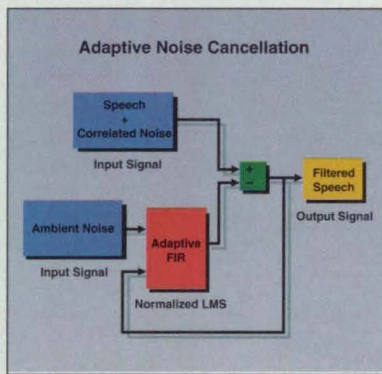 Adaptive Noise Cancellation
Speech
+
Correlated Noise
Input Signal
+
−
Filtered
Speech
Output Signal
Ambient Noise
Input Signal
Adaptive
FIR
Normalized LMS